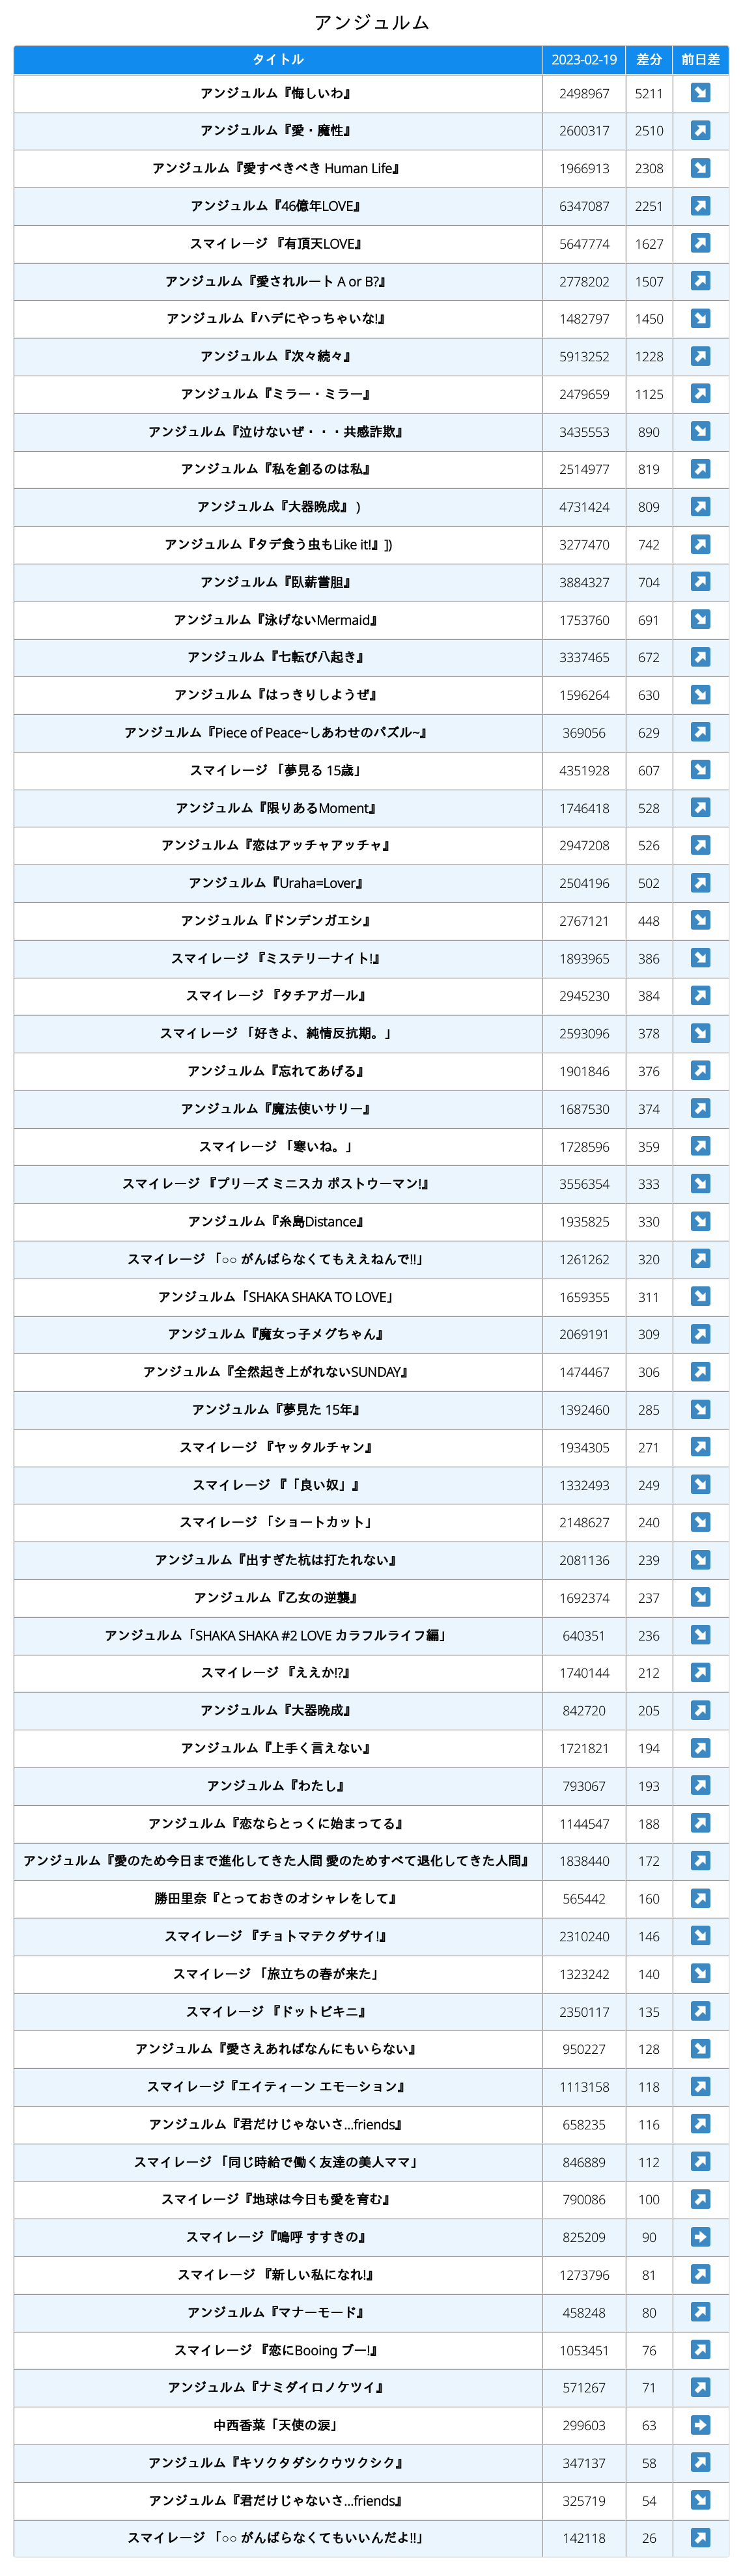 アンジュルム
タイトル 2023-02-19 差分 前日差
アンジュルム『悔しいわ』 2498967 5211 ↘
アンジュルム『愛・魔性』 2600317 2510 ↗
アンジュルム『愛すべきべき Human Life』 1966913 2308 ↘
アンジュルム『46億年LOVE』 6347087 2251 ↗
スマイレージ 『有頂天LOVE』 5647774 1627 ↗
アンジュルム『愛されルート A or B?』 2778202 1507 ↗
アンジュルム『ハデにやっちゃいな!』 1482797 1450 ↘
アンジュルム『次々続々』 5913252 1228 ↗
アンジュルム『ミラー・ミラー』 2479659 1125 ↗
アンジュルム『泣けないぜ・・・共感詐欺』 3435553 890 ↘
アンジュルム『私を創るのは私』 2514977 819 ↗
アンジュルム『大器晩成』 ) 4731424 809 ↗
アンジュルム『タデ食う虫もLike it!』]) 3277470 742 ↗
アンジュルム『臥薪嘗胆』 3884327 704 ↗
アンジュルム『泳げないMermaid』 1753760 691 ↘
アンジュルム『七転び八起き』 3337465 672 ↗
アンジュルム『はっきりしようぜ』 1596264 630 ↘
アンジュルム『Piece of Peace~しあわせのパズル~』 369056 629 ↗
スマイレージ 「夢見る 15歳」 4351928 607 ↘
アンジュルム『限りあるMoment』 1746418 528 ↗
アンジュルム『恋はアッチャアッチャ』 2947208 526 ↗
アンジュルム『Uraha=Lover』 2504196 502 ↗
アンジュルム『ドンデンガエシ』 2767121 448 ↘
スマイレージ 『ミステリーナイト!』 1893965 386 ↘
スマイレージ 『タチアガール』 2945230 384 ↗
スマイレージ 「好きよ、純情反抗期。」 2593096 378 ↘
アンジュルム『忘れてあげる』 1901846 376 ↗
アンジュルム『魔法使いサリー』 1687530 374 ↗
スマイレージ 「寒いね。」 1728596 359 ↗
スマイレージ 『プリーズ ミニスカ ポストウーマン!』 3556354 333 ↘
アンジュルム『糸島Distance』 1935825 330 ↘
スマイレージ 「○○ がんばらなくてもええねんで!!」 1261262 320 ↗
アンジュルム「SHAKA SHAKA TO LOVE」 1659355 311 ↘
アンジュルム『魔女っ子メグちゃん』 2069191 309 ↗
アンジュルム『全然起き上がれないSUNDAY』 1474467 306 ↗
アンジュルム『夢見た 15年』 1392460 285 ↘
スマイレージ 『ヤッタルチャン』 1934305 271 ↗
スマイレージ 『「良い奴」』 1332493 249 ↘
スマイレージ 「ショートカット」 2148627 240 ↘
アンジュルム『出すぎた杭は打たれない』 2081136 239 ↘
アンジュルム『乙女の逆襲』 1692374 237 ↘
アンジュルム「SHAKA SHAKA #2 LOVE カラフルライフ編」 640351 236 ↘
スマイレージ 『ええか!?』 1740144 212 ↗
アンジュルム『大器晩成』 842720 205 ↗
アンジュルム『上手く言えない』 1721821 194 ↗
アンジュルム『わたし』 793067 193 ↗
アンジュルム『恋ならとっくに始まってる』 1144547 188 ↗
アンジュルム『愛のため今日まで進化してきた人間 愛のためすべて退化してきた人間』 1838440 172 ↗
勝田里奈『とっておきのオシャレをして』 565442 160 ↗
スマイレージ 『チョトマテクダサイ!』 2310240 146 ↘
スマイレージ 「旅立ちの春が来た」 1323242 140 ↘
スマイレージ 『ドットビキニ』 2350117 135 ↗
アンジュルム『愛さえあればなんにもいらない』 950227 128 ↘
スマイレージ『エイティーン エモーション』 1113158 118 ↗
アンジュルム『君だけじゃないさ...friends』 658235 116 ↗
スマイレージ 「同じ時給で働く友達の美人ママ」 846889 112 ↗
スマイレージ『地球は今日も愛を育む』 790086 100 ↗
スマイレージ『嗚呼 すすきの』 825209 90 →
スマイレージ 『新しい私になれ!』 1273796 81 ↗
アンジュルム『マナーモード』 458248 80 ↗
スマイレージ 『恋にBooing ブー!』 1053451 76 ↗
アンジュルム『ナミダイロノケツイ』 571267 71 ↗
中西香菜「天使の涙」 299603 63 →
アンジュルム『キソクタダシクウツクシク』 347137 58 ↗
アンジュルム『君だけじゃないさ...friends』 325719 54 ↘
スマイレージ 「○○ がんばらなくてもいいんだよ!!」 142118 26 ↗